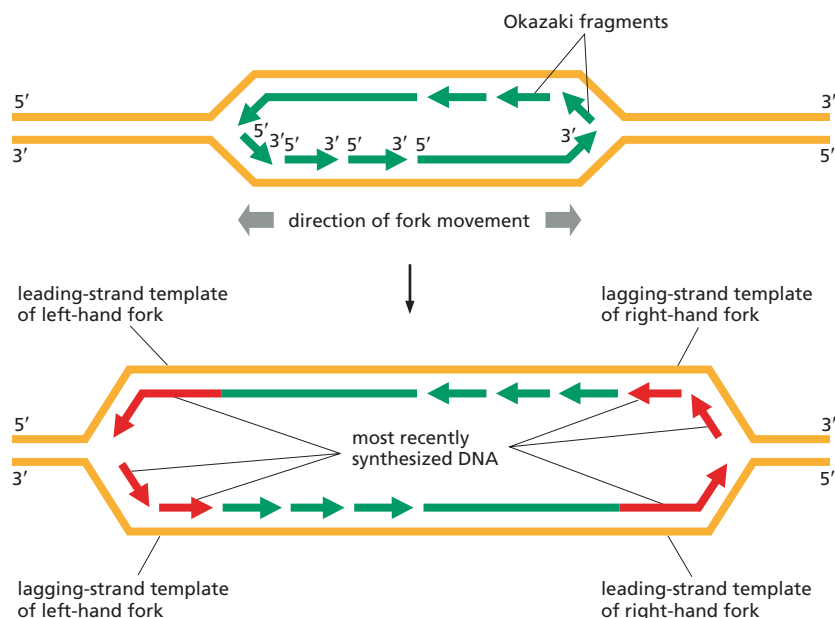 Okazaki fragments
5′ 3′
5′ 3′
3′ 5′ 3′ 5′ 3′ 5′
3′ 5′
direction of fork movement
leading-strand template
of left-hand fork
lagging-strand template
of right-hand fork
5′ 3′
most recently
synthesized DNA
3′ 5′
lagging-strand template
of left-hand fork
leading-strand template
of right-hand fork